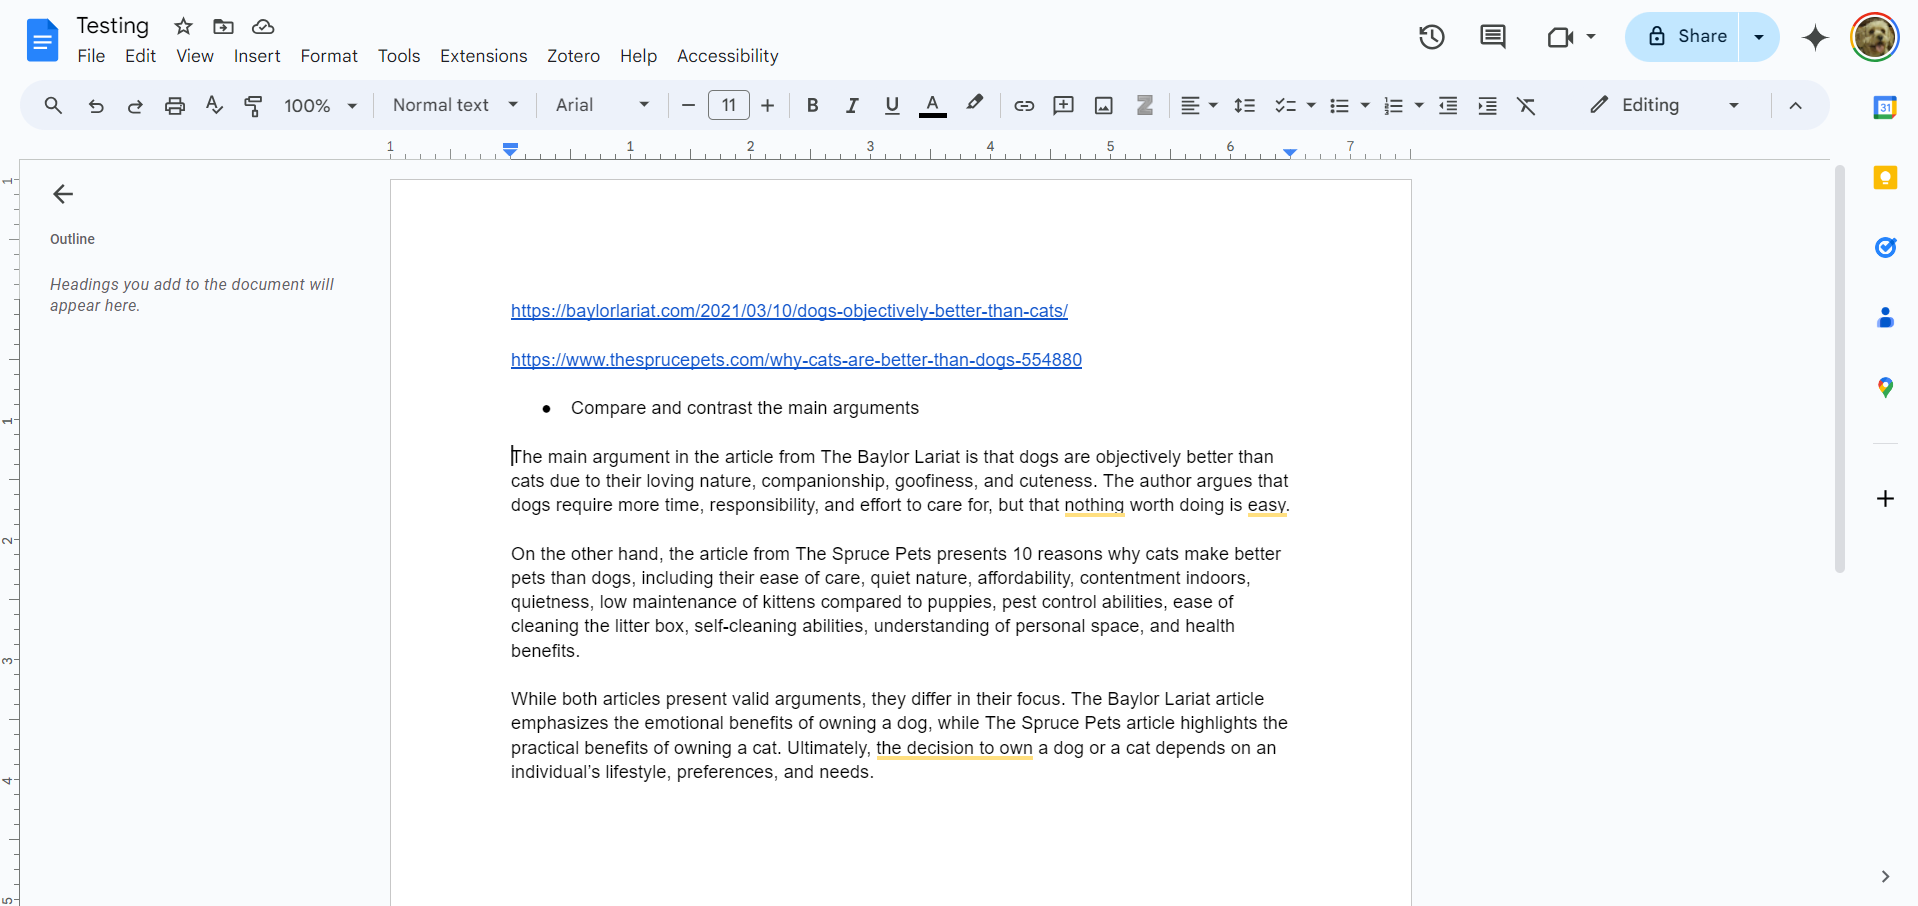 Testing
File Edit View Insert Format Tools Extensions Zotero Help Accessibility
Share
100% Normal text Arial 11 B I U A Z Editing
31
1 1 2 3 4 5 6 7
1
1
2
3
4
5
Outline
Headings you add to the document will
appear here.
https://baylorlariat.com/2021/03/10/dogs-objectively-better-than-cats/
https://www.thesprucepets.com/why-cats-are-better-than-dogs-554880
● Compare and contrast the main arguments
The main argument in the article from The Baylor Lariat is that dogs are objectively better than
cats due to their loving nature, companionship, goofiness, and cuteness. The author argues that
dogs require more time, responsibility, and effort to care for, but that nothing worth doing is easy.
On the other hand, the article from The Spruce Pets presents 10 reasons why cats make better
pets than dogs, including their ease of care, quiet nature, affordability, contentment indoors,
quietness, low maintenance of kittens compared to puppies, pest control abilities, ease of
cleaning the litter box, self-cleaning abilities, understanding of personal space, and health
benefits.
While both articles present valid arguments, they differ in their focus. The Baylor Lariat article
emphasizes the emotional benefits of owning a dog, while The Spruce Pets article highlights the
practical benefits of owning a cat. Ultimately, the decision to own a dog or a cat depends on an
individual’s lifestyle, preferences, and needs.